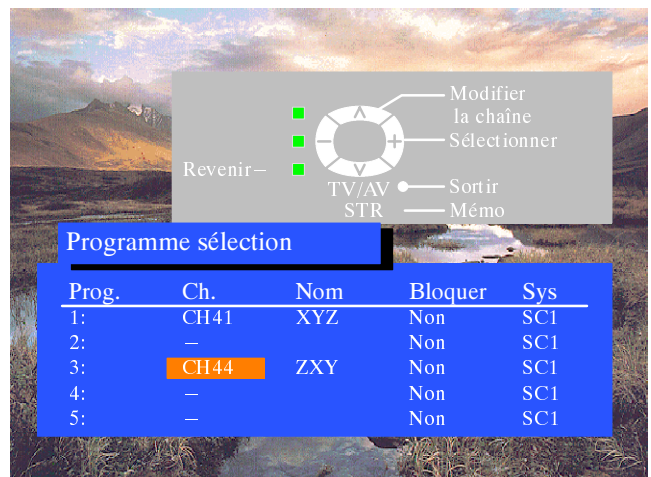 Modifier
la chaîne
Sélectionner
Revenir
TV/AV
Sortir
STR
Mémo
Programme sélection
Prog. Ch. Nom Bloquer Sys
1: CH41 XYZ Non SC1
2: – Non SC1
3: CH44 ZXY Non SC1
4: – Non SC1
5: – Non SC1